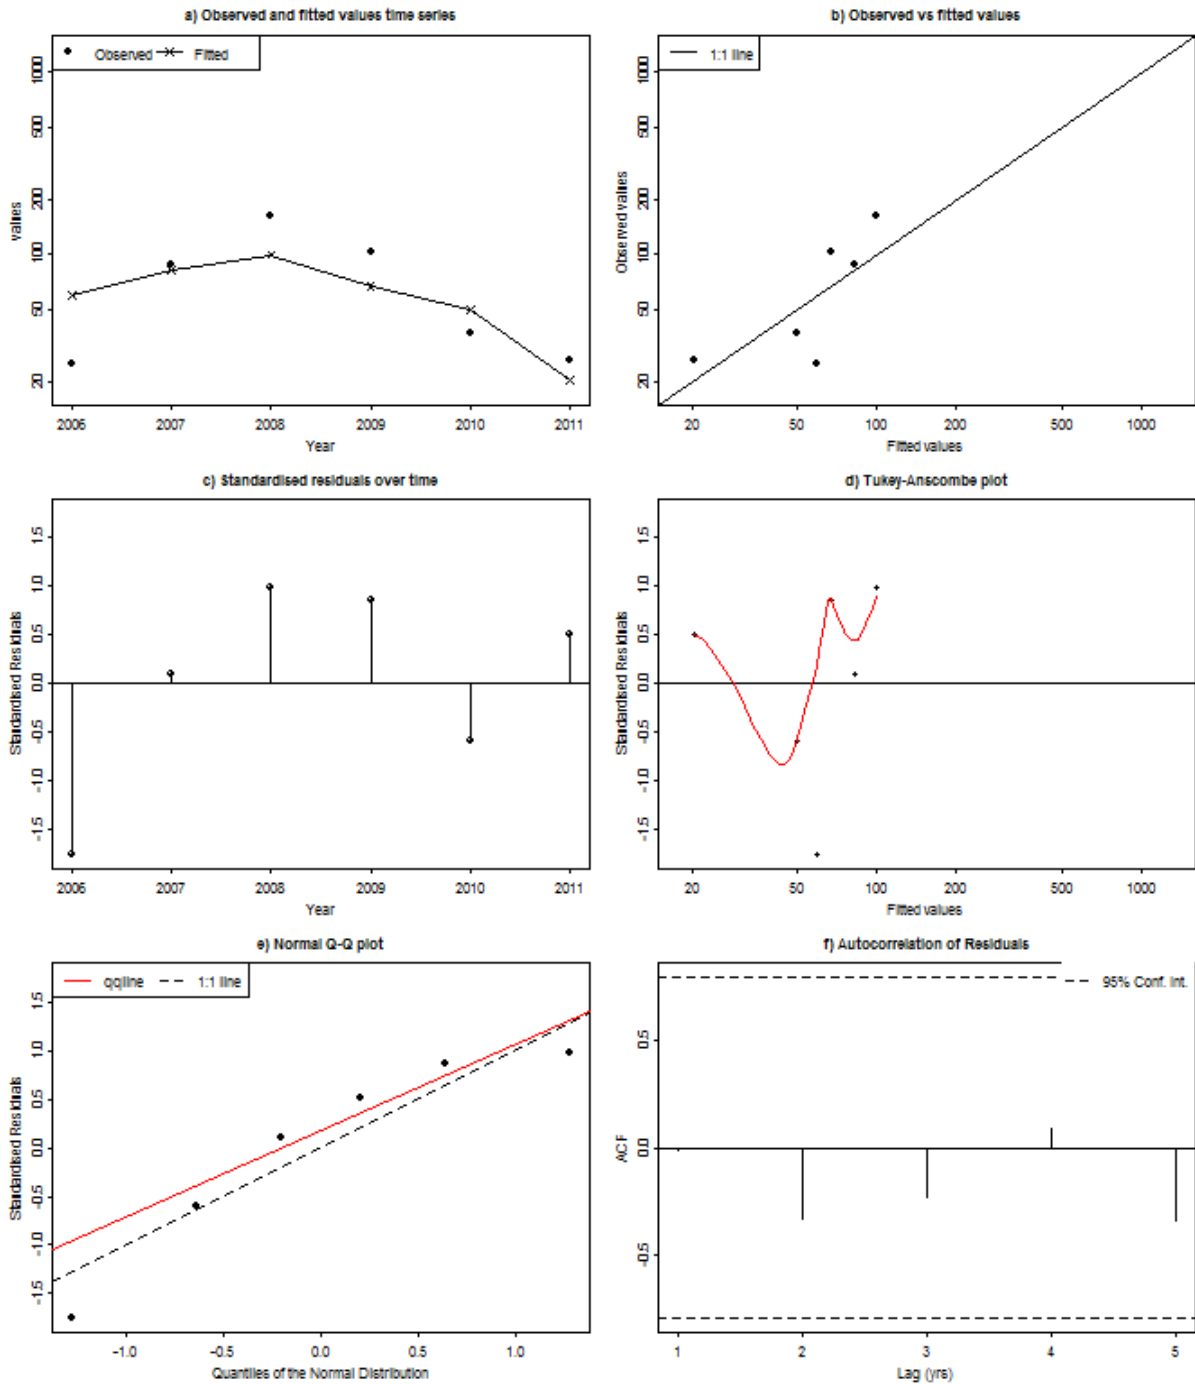 a) Observed and fitted values time series
Observed Fitted
values
1000
500
200
100
50
20
2006 2007 2008 2009 2010 2011
Year
b) Observed vs fitted values
1:1 line
Observed values
1000
500
200
100
50
20
20 50 100 200 500 1000
Fitted values
c) Standardised residuals over time
Standardised Residuals
1.5
1.0
0.5
0.0
-0.5
-1.0
-1.5
2006 2007 2008 2009 2010 2011
Year
d) Tukey-Anscombe plot
Standardised Residuals
1.5
1.0
0.5
0.0
-0.5
-1.0
-1.5
20 50 100 200 500 1000
Fitted values
e) Normal Q-Q plot
qqline 1:1 line
Standardised Residuals
1.5
1.0
0.5
0.0
-0.5
-1.0
-1.5
-1.0 -0.5 0.0 0.5 1.0
Quantiles of the Normal Distribution
f) Autocorrelation of Residuals
95% Conf. Int.
ACF
0.5
0.0
-0.5
1 2 3 4 5
Lag (yrs)